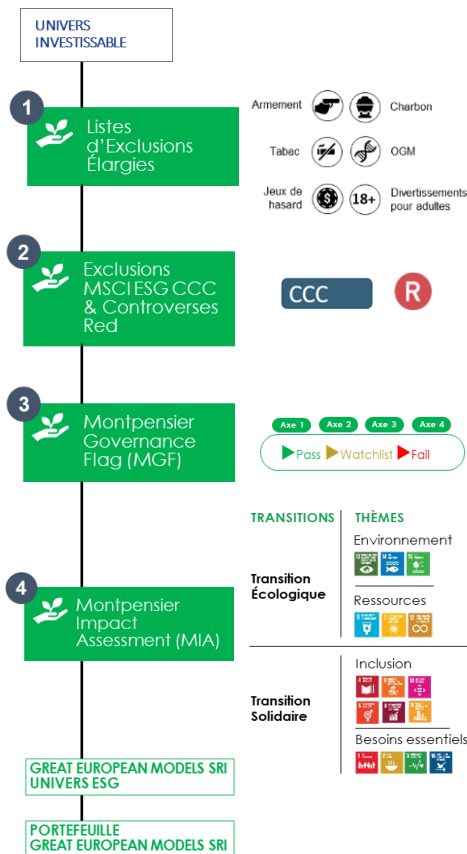 UNIVERS
INVESTISSABLE
1
Listes
d'Exclusions
Élargies
Armement
Charbon
Tabac
OGM
Jeux de
hasard
$
18+
Divertissements
pour adultes
2
Exclusions
MSCI ESG CCC
& Controverses
Red
CCC
R
3
Montpensier
Governance
Flag (MGF)
Axe 1 Axe 2 Axe 3 Axe 4
Pass Watchlist Fail
TRANSITIONS
THÈMES
Environnement
Transition
Écologique
Ressources
4
Montpensier
Impact
Assessment (MIA)
Inclusion
Transition
Solidaire
Besoins essentiels
GREAT EUROPEAN MODELS SRI
UNIVERS ESG
PORTEFEUILLE
GREAT EUROPEAN MODELS SRI